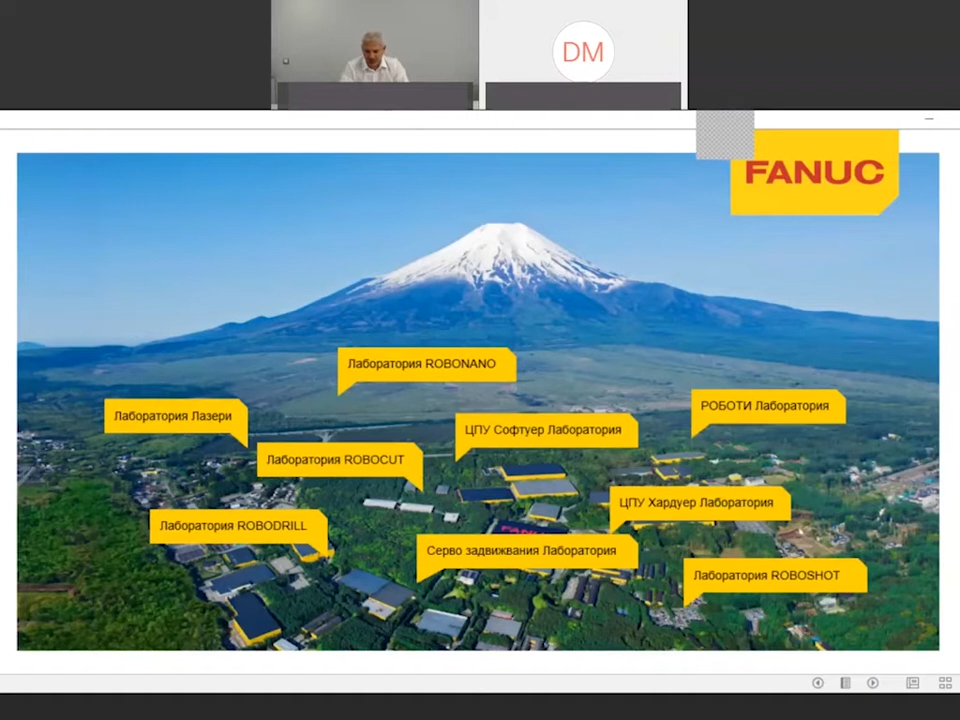 DM
FANUC
Лаборатория ROBONANO
РОБОТИ Лаборатория
Лаборатория Лазери
ЦПУ Софтуер Лаборатория
Лаборатория ROBOCUT
ЦПУ Хардуер Лаборатория
Лаборатория ROBODRILL
Серво задвижвания Лаборатория
Лаборатория ROBOSHOT